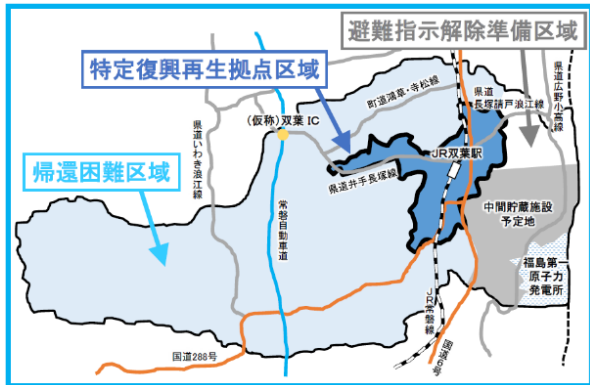 避難指示解除準備区域
特定復興再生拠点区域
県道広野小高線
県道
長塚請戸浪江線
町道鴻草・寺松線
(仮称)双葉 IC
県道いわき浪江線
JR双葉駅
帰還困難区域
県道井手長塚線
中間貯蔵施設
予定地
常磐自動車道
福島第一
原子力
発電所
JR常磐線
国道6号
国道288号